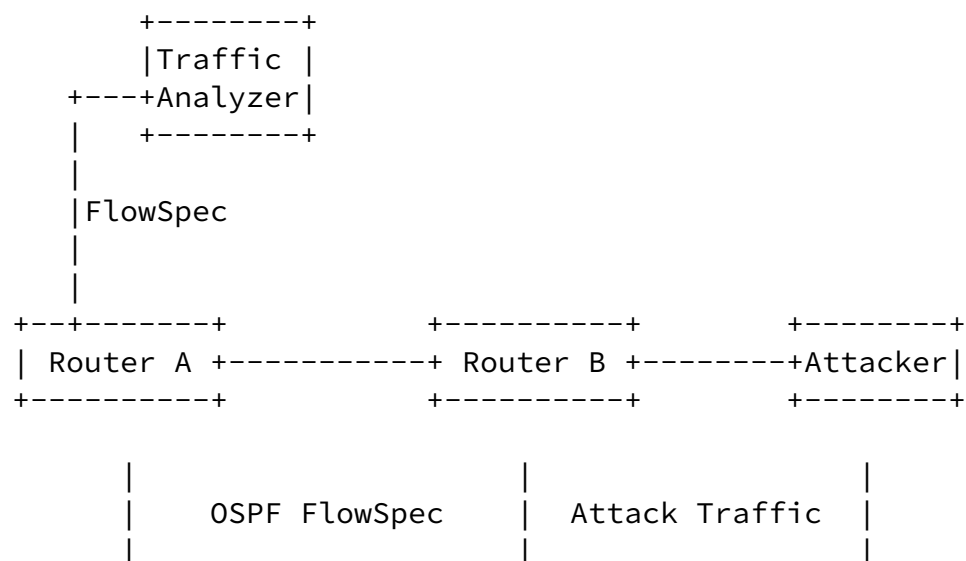 Traffic
Analyzer
FlowSpec
Router A Router B Attacker
OSPF FlowSpec Attack Traffic